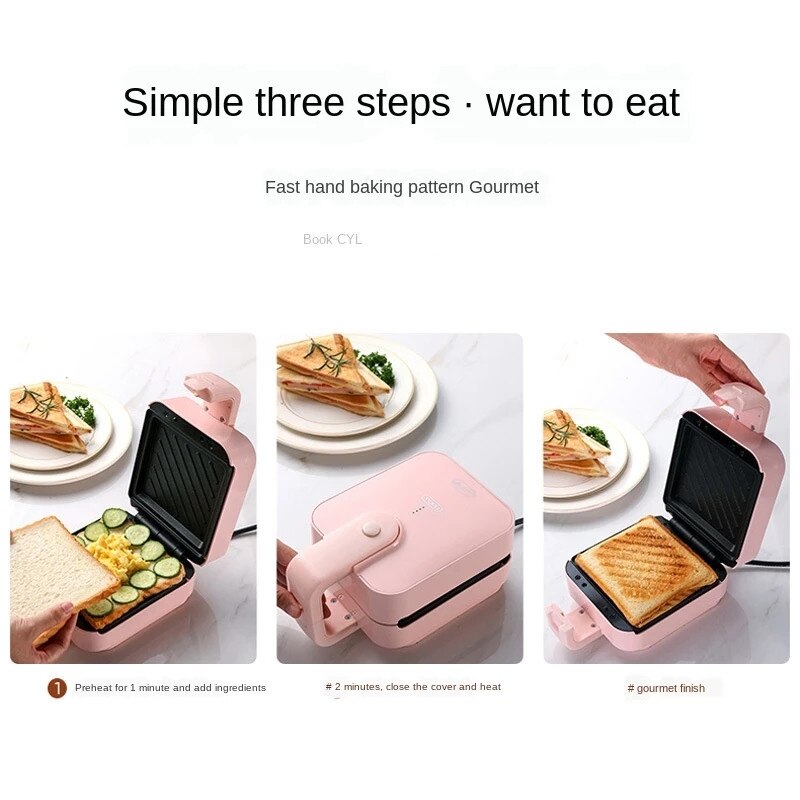 Simple three steps · want to eat
Fast hand baking pattern Gourmet
Book CYL
1 Preheat for 1 minute and add ingredients
# 2 minutes, close the cover and heat
# gourmet finish